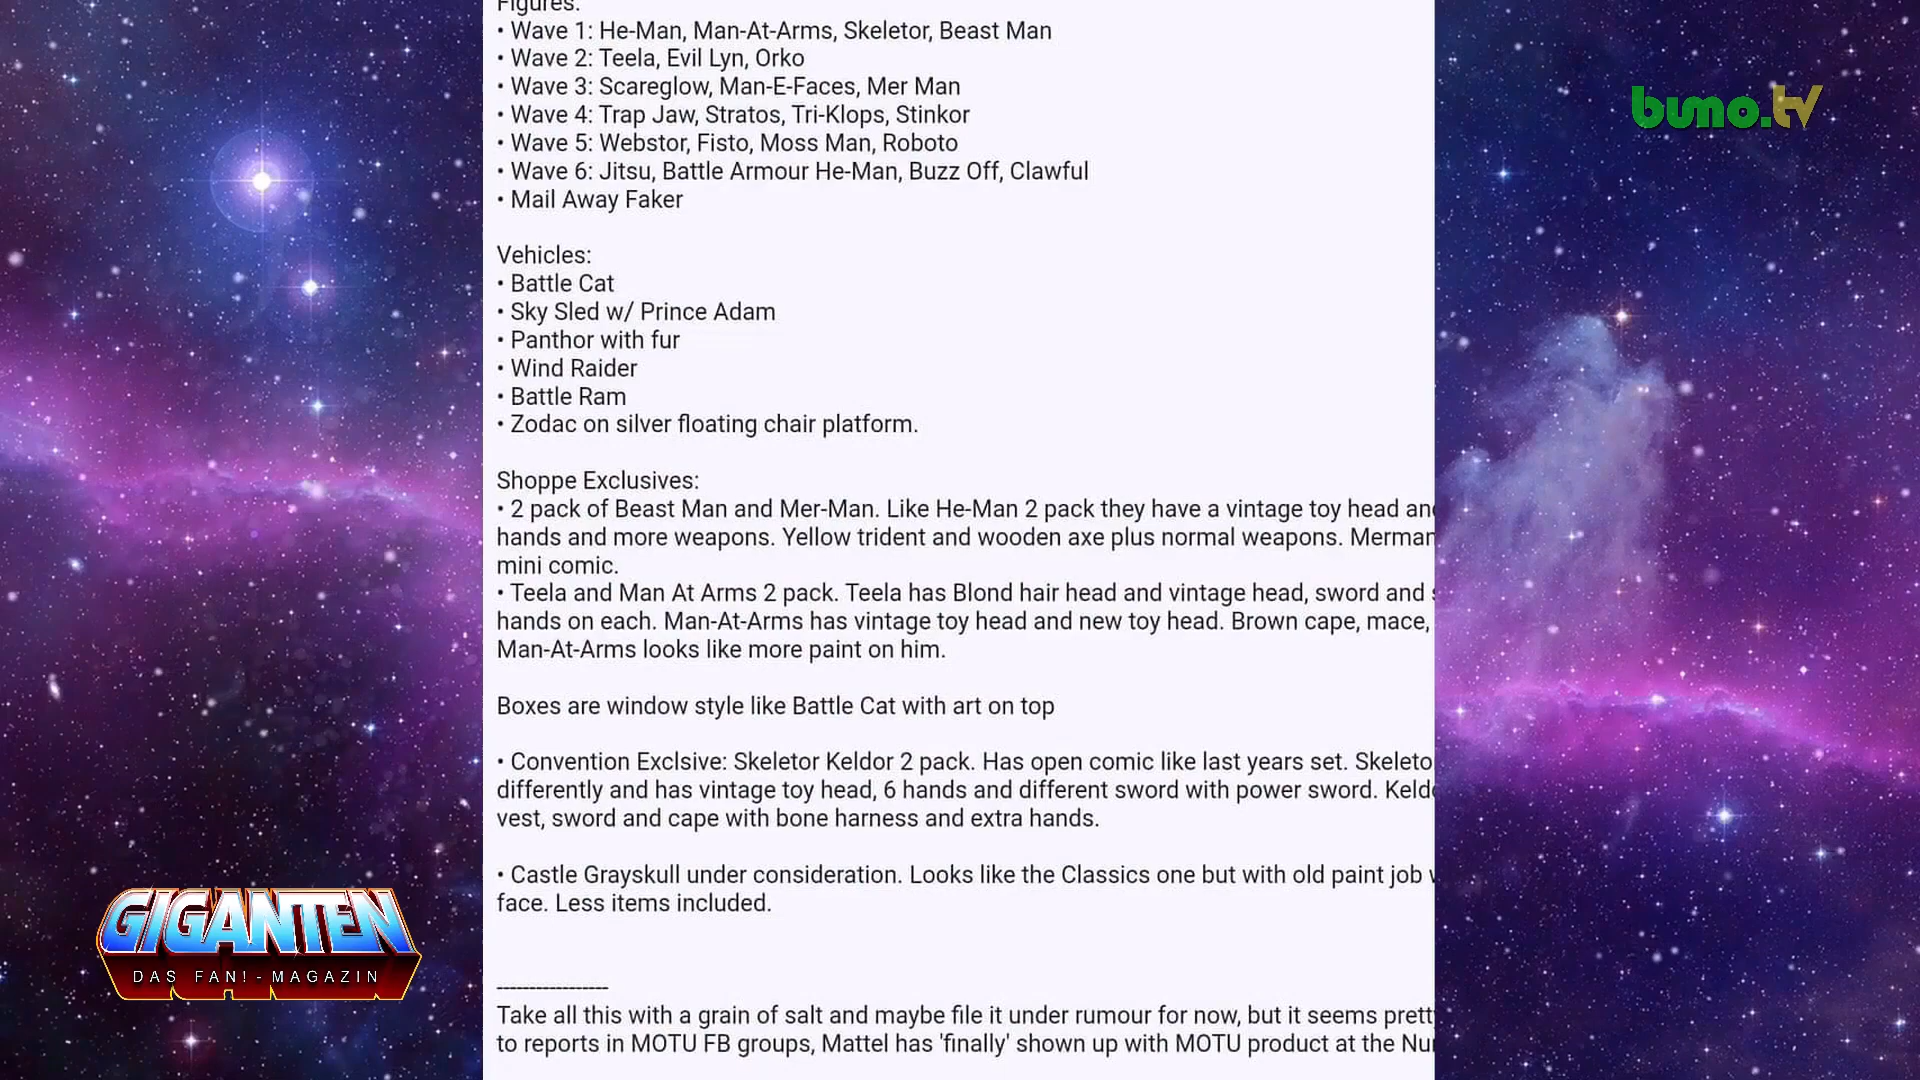 Figures:
• Wave 1: He-Man, Man-At-Arms, Skeletor, Beast Man
• Wave 2: Teela, Evil Lyn, Orko
• Wave 3: Scareglow, Man-E-Faces, Mer Man
• Wave 4: Trap Jaw, Stratos, Tri-Klops, Stinkor
• Wave 5: Webstor, Fisto, Moss Man, Roboto
• Wave 6: Jitsu, Battle Armour He-Man, Buzz Off, Clawful
• Mail Away Faker
Vehicles:
• Battle Cat
• Sky Sled w/ Prince Adam
• Panthor with fur
• Wind Raider
• Battle Ram
• Zodac on silver floating chair platform.
Shoppe Exclusives:
• 2 pack of Beast Man and Mer-Man. Like He-Man 2 pack they have a vintage toy head and
hands and more weapons. Yellow trident and wooden axe plus normal weapons. Merman
mini comic.
• Teela and Man At Arms 2 pack. Teela has Blond hair head and vintage head, sword and
hands on each. Man-At-Arms has vintage toy head and new toy head. Brown cape, mace,
Man-At-Arms looks like more paint on him.
Boxes are window style like Battle Cat with art on top
• Convention Exclsive: Skeletor Keldor 2 pack. Has open comic like last years set. Skeleto
differently and has vintage toy head, 6 hands and different sword with power sword. Keldo
vest, sword and cape with bone harness and extra hands.
• Castle Grayskull under consideration. Looks like the Classics one but with old paint job
face. Less items included.
-----------------
Take all this with a grain of salt and maybe file it under rumour for now, but it seems prett
to reports in MOTU FB groups, Mattel has 'finally' shown up with MOTU product at the Nu
bumo.tv
GIGANTEN
DAS FAN!-MAGAZIN